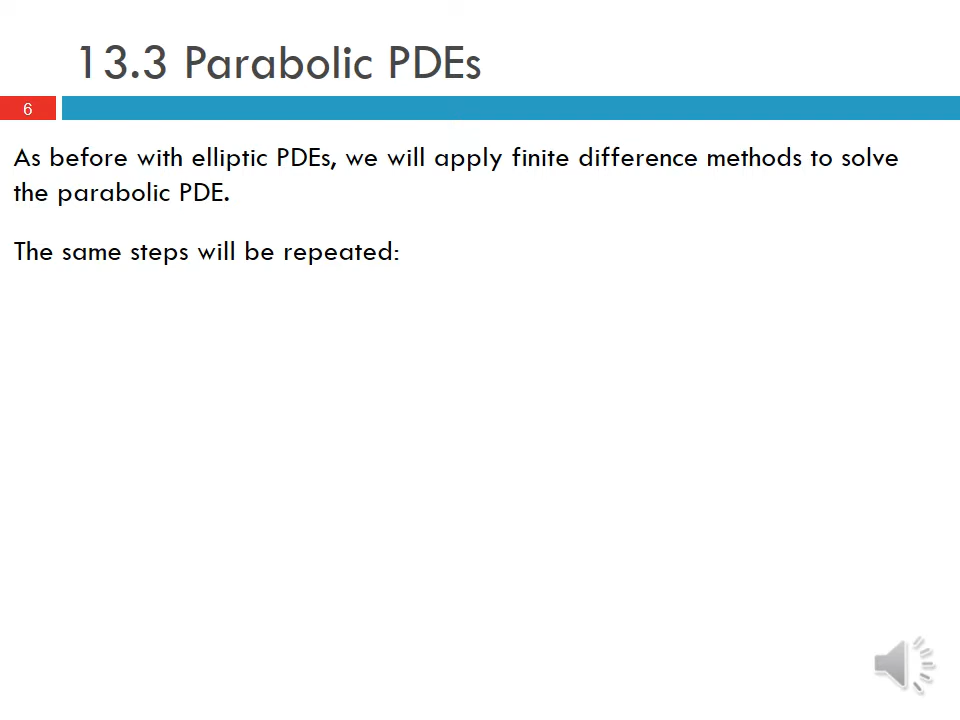 13.3 Parabolic PDEs
6
As before with elliptic PDEs, we will apply finite difference methods to solve
the parabolic PDE.
The same steps will be repeated: